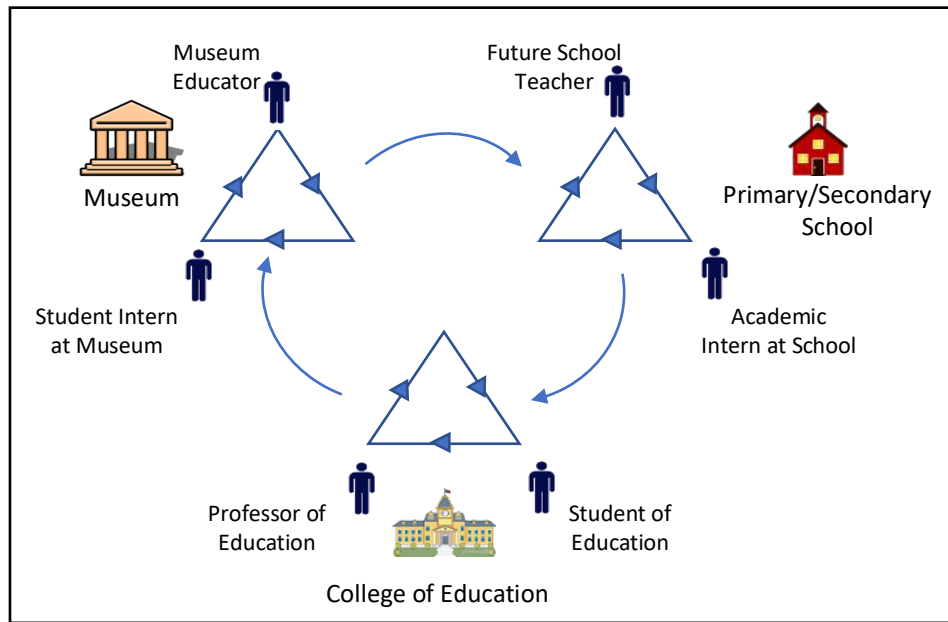 Museum
Educator
Future School
Teacher
Museum
Primary/Secondary
School
Student Intern
at Museum
Academic
Intern at School
Professor of
Education
Student of
Education
College of Education